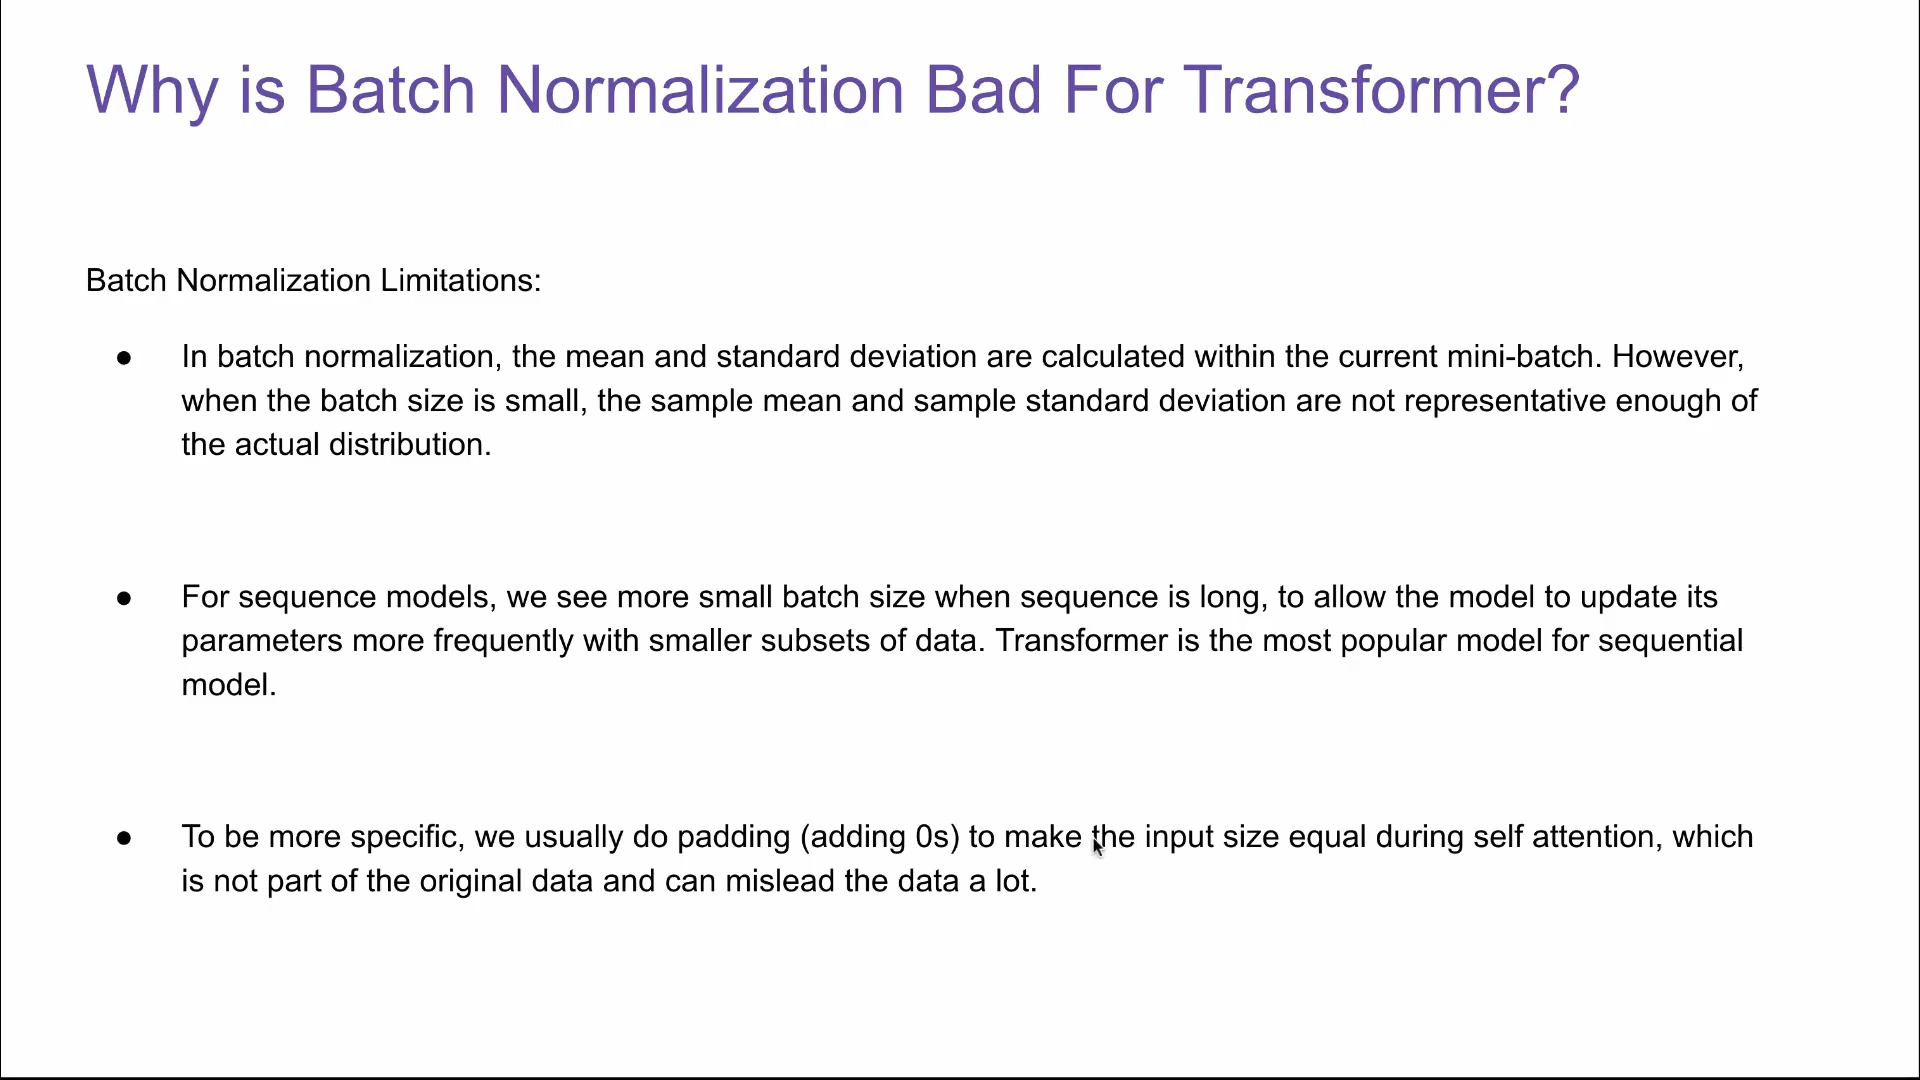 Why is Batch Normalization Bad For Transformer?
Batch Normalization Limitations:
● In batch normalization, the mean and standard deviation are calculated within the current mini-batch. However,
when the batch size is small, the sample mean and sample standard deviation are not representative enough of
the actual distribution.
● For sequence models, we see more small batch size when sequence is long, to allow the model to update its
parameters more frequently with smaller subsets of data. Transformer is the most popular model for sequential
model.
● To be more specific, we usually do padding (adding 0s) to make the input size equal during self attention, which
is not part of the original data and can mislead the data a lot.